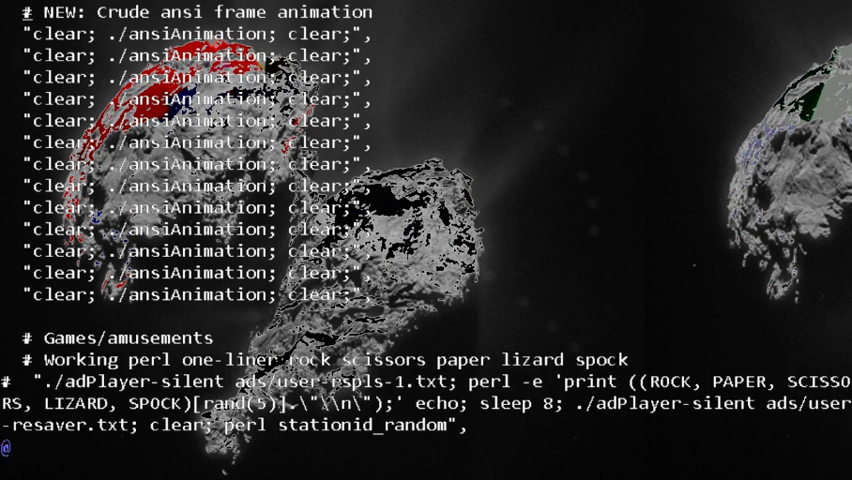 # NEW: Crude ansi frame animation
"clear; ./ansiAnimation; clear;",
"clear; ./ansiAnimation; clear;",
"clear; ./ansiAnimation; clear;",
"clear; ./ansiAnimation; clear;",
"clear; ./ansiAnimation; clear;",
"clear; ./ansiAnimation; clear;",
"clear; ./ansiAnimation; clear;",
"clear; ./ansiAnimation; clear;",
"clear; ./ansiAnimation; clear;",
"clear; ./ansiAnimation; clear;",
"clear; ./ansiAnimation; clear;",
"clear; ./ansiAnimation; clear;",
"clear; ./ansiAnimation; clear;",
# Games/amusements
# Working perl one-liner rock scissors paper lizard spock
#  "./adPlayer-silent ads/user-rspls-1.txt; perl -e 'print ((ROCK, PAPER, SCISSO
RS, LIZARD, SPOCK)[rand(5)].\"\\n\");' echo; sleep 8; ./adPlayer-silent ads/user
-resaver.txt; clear; perl stationid_random",
@